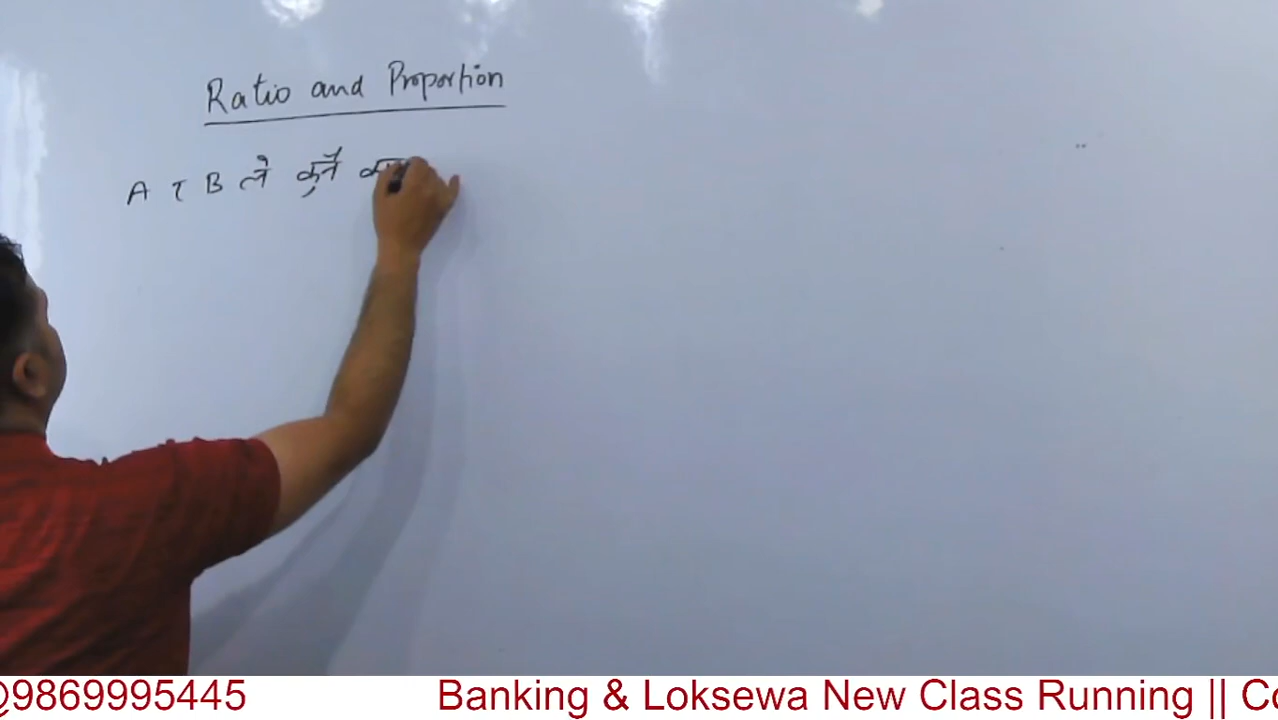 Ratio and Proportion
A र B ले कुनै
@9869995445 Banking & Loksewa New Class Running || Co